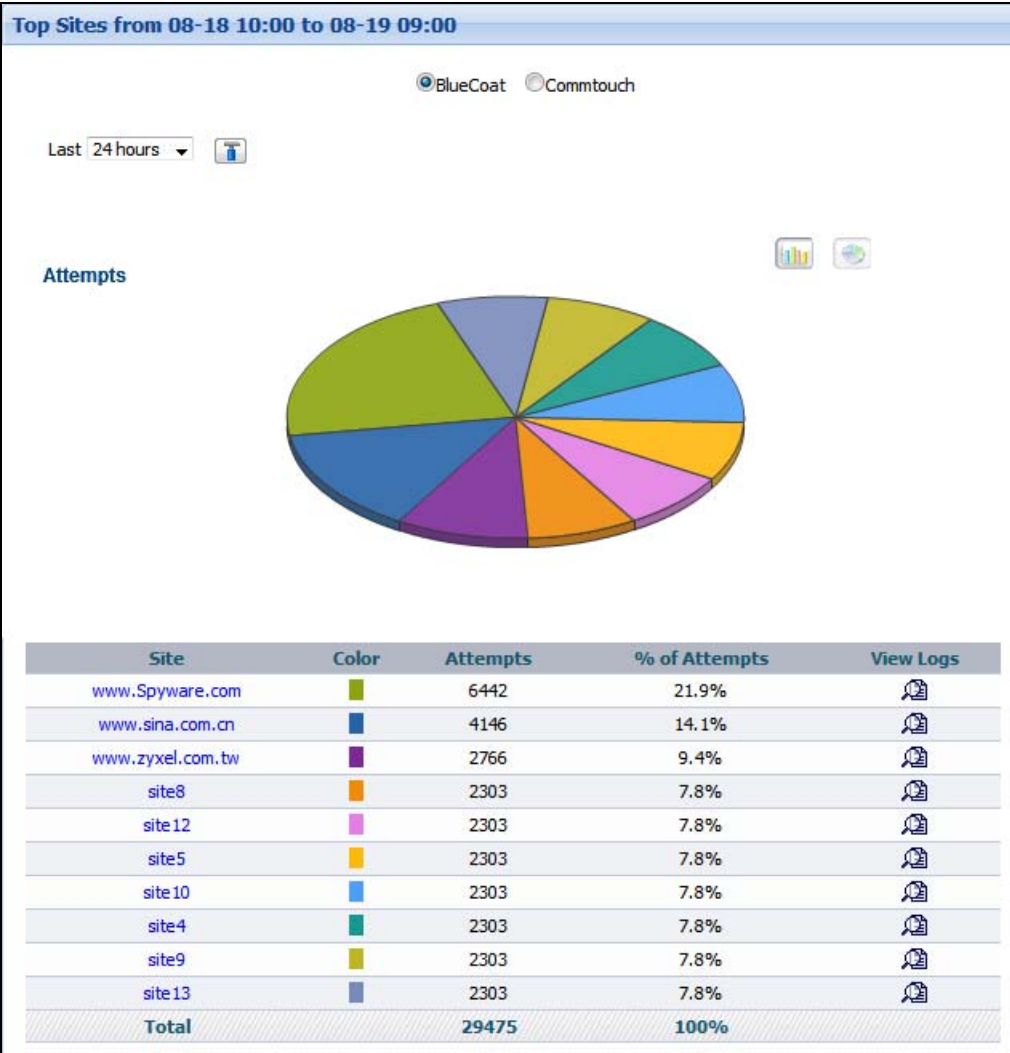 Top Sites from 08-18 10:00 to 08-19 09:00
BlueCoat Commtouch
Last 24 hours
Attempts
Site Color Attempts % of Attempts View Logs
www.Spyware.com 6442 21.9%
www.sina.com.cn 4146 14.1%
www.zyxel.com.tw 2766 9.4%
site8 2303 7.8%
site12 2303 7.8%
site5 2303 7.8%
site10 2303 7.8%
site4 2303 7.8%
site9 2303 7.8%
site13 2303 7.8%
Total 29475 100%